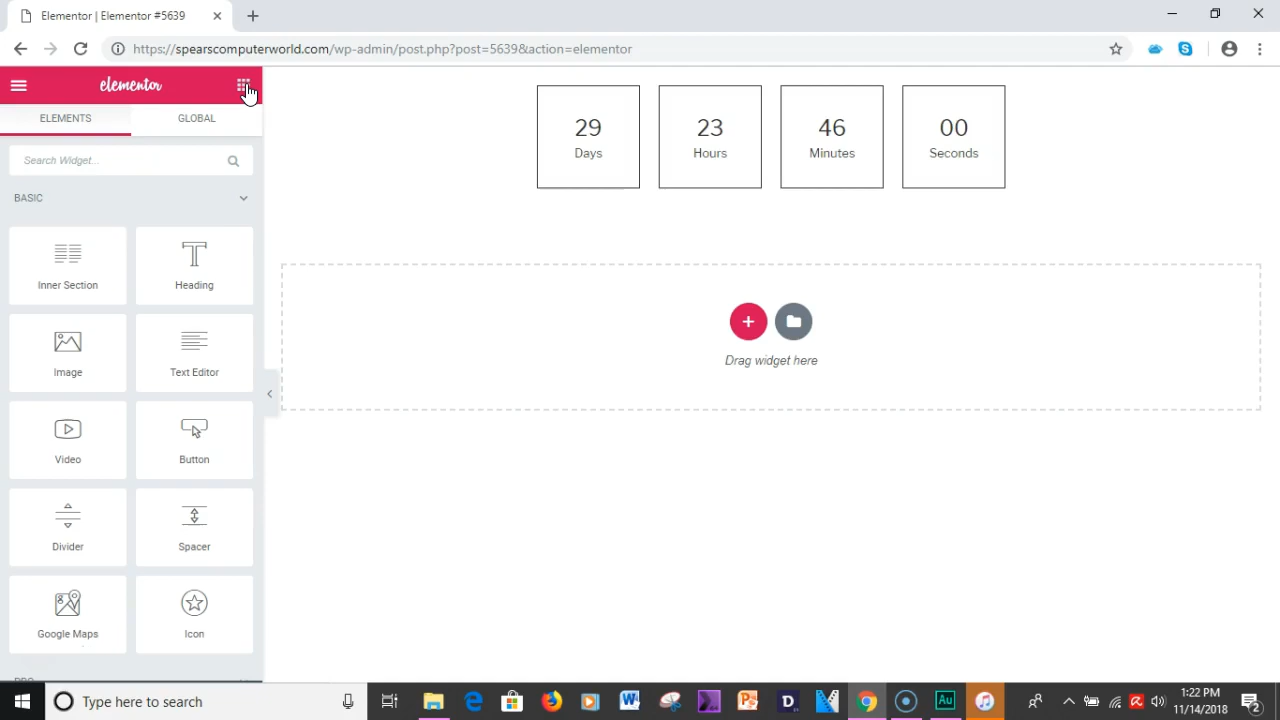 Elementor | Elementor #5639
https://spearscomputerworld.com/wp-admin/post.php?post=5639&action=elementor
elementor
ELEMENTS
GLOBAL
Search Widget...
BASIC
Inner Section
Heading
Image
Text Editor
Video
Button
Divider
Spacer
Google Maps
Icon
PRO
29
Days
23
Hours
46
Minutes
00
Seconds
Drag widget here
Type here to search
1:22 PM
11/14/2018
2